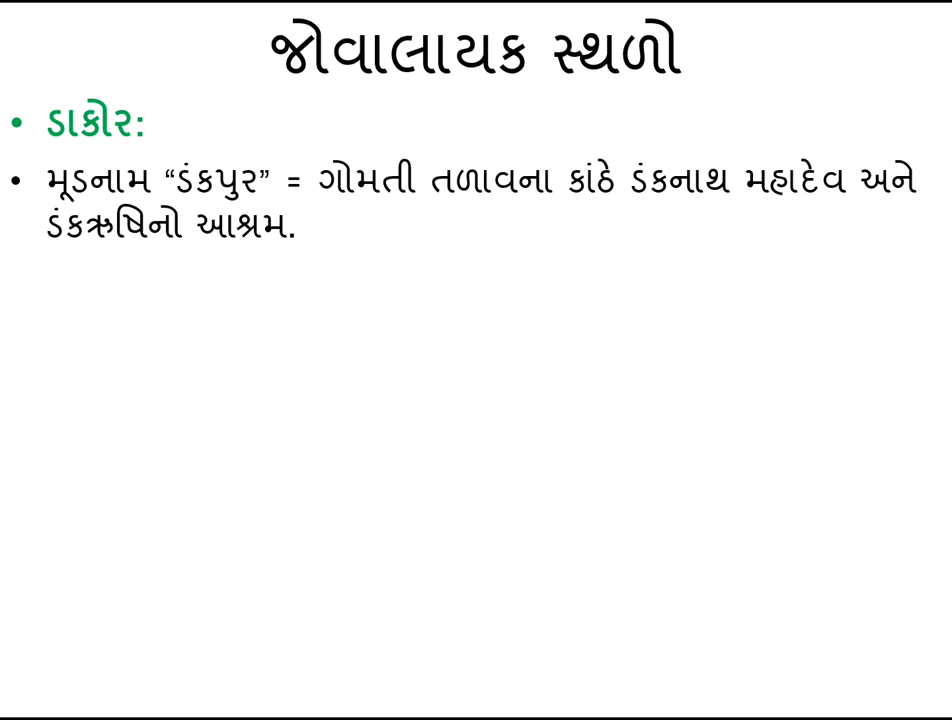 જોવાલાયક સ્થળો
• ડાકોર:
• મૂડનામ “ડંકપુર” = ગોમતી તળાવના કાંઠે ડંકનાથ મહાદેવ અને
ડંકઋષિનો આશ્રમ.